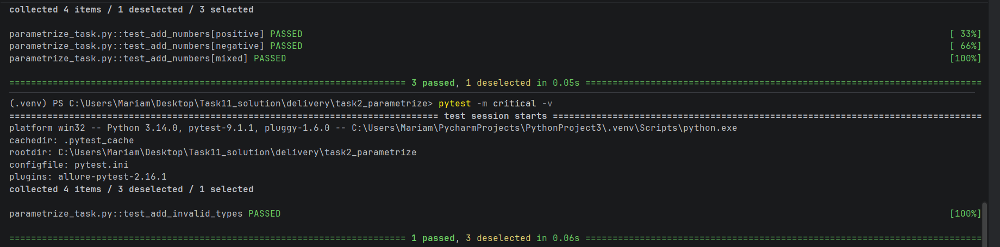 collected 4 items / 1 deselected / 3 selected
parametrize_task.py::test_add_numbers[positive] PASSED [ 33%]
parametrize_task.py::test_add_numbers[negative] PASSED [ 66%]
parametrize_task.py::test_add_numbers[mixed] PASSED [100%]
========================================================================= 3 passed, 1 deselected in 0.05s =========================================================================
(.venv) PS C:\Users\Mariam\Desktop\Task11_solution\delivery\task2_parametrize> pytest -m critical -v
=============================================================================== test session starts ===============================================================================
platform win32 -- Python 3.14.0, pytest-9.1.1, pluggy-1.6.0 -- C:\Users\Mariam\PycharmProjects\PythonProject3\.venv\Scripts\python.exe
cachedir: .pytest_cache
rootdir: C:\Users\Mariam\Desktop\Task11_solution\delivery\task2_parametrize
configfile: pytest.ini
plugins: allure-pytest-2.16.1
collected 4 items / 3 deselected / 1 selected
parametrize_task.py::test_add_invalid_types PASSED [100%]
========================================================================= 1 passed, 3 deselected in 0.06s =========================================================================